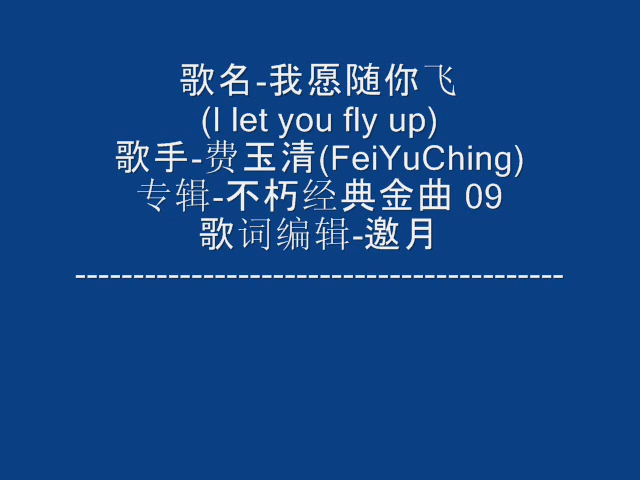 歌名-我愿随你飞
(I let you fly up)
歌手-费玉清(FeiYuChing)
专辑-不朽经典金曲 09
歌词编辑-邀月
------------------------------------------